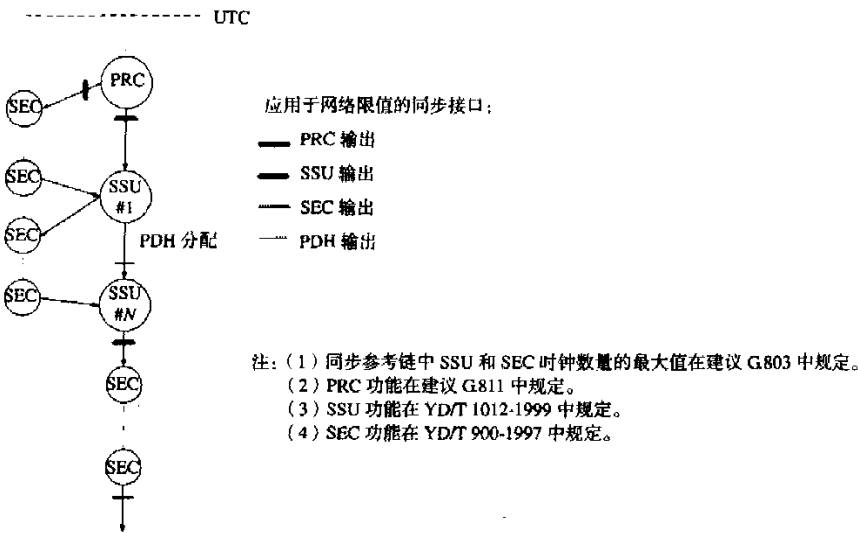 UTC
PRC
SEC
应用于网络限值的同步接口：
PRC 输出
SEC
SSU
#1
SSU 输出
SEC 输出
SEC
PDH 分配
PDH 输出
SEC
SSU
#N
注：（1）同步参考链中 SSU 和 SEC 时钟数量的最大值在建议 G.803 中规定。
（2）PRC 功能在建议 G.811 中规定。
（3）SSU 功能在 YD/T 1012-1999 中规定。
（4）SEC 功能在 YD/T 900-1997 中规定。
SEC
SEC